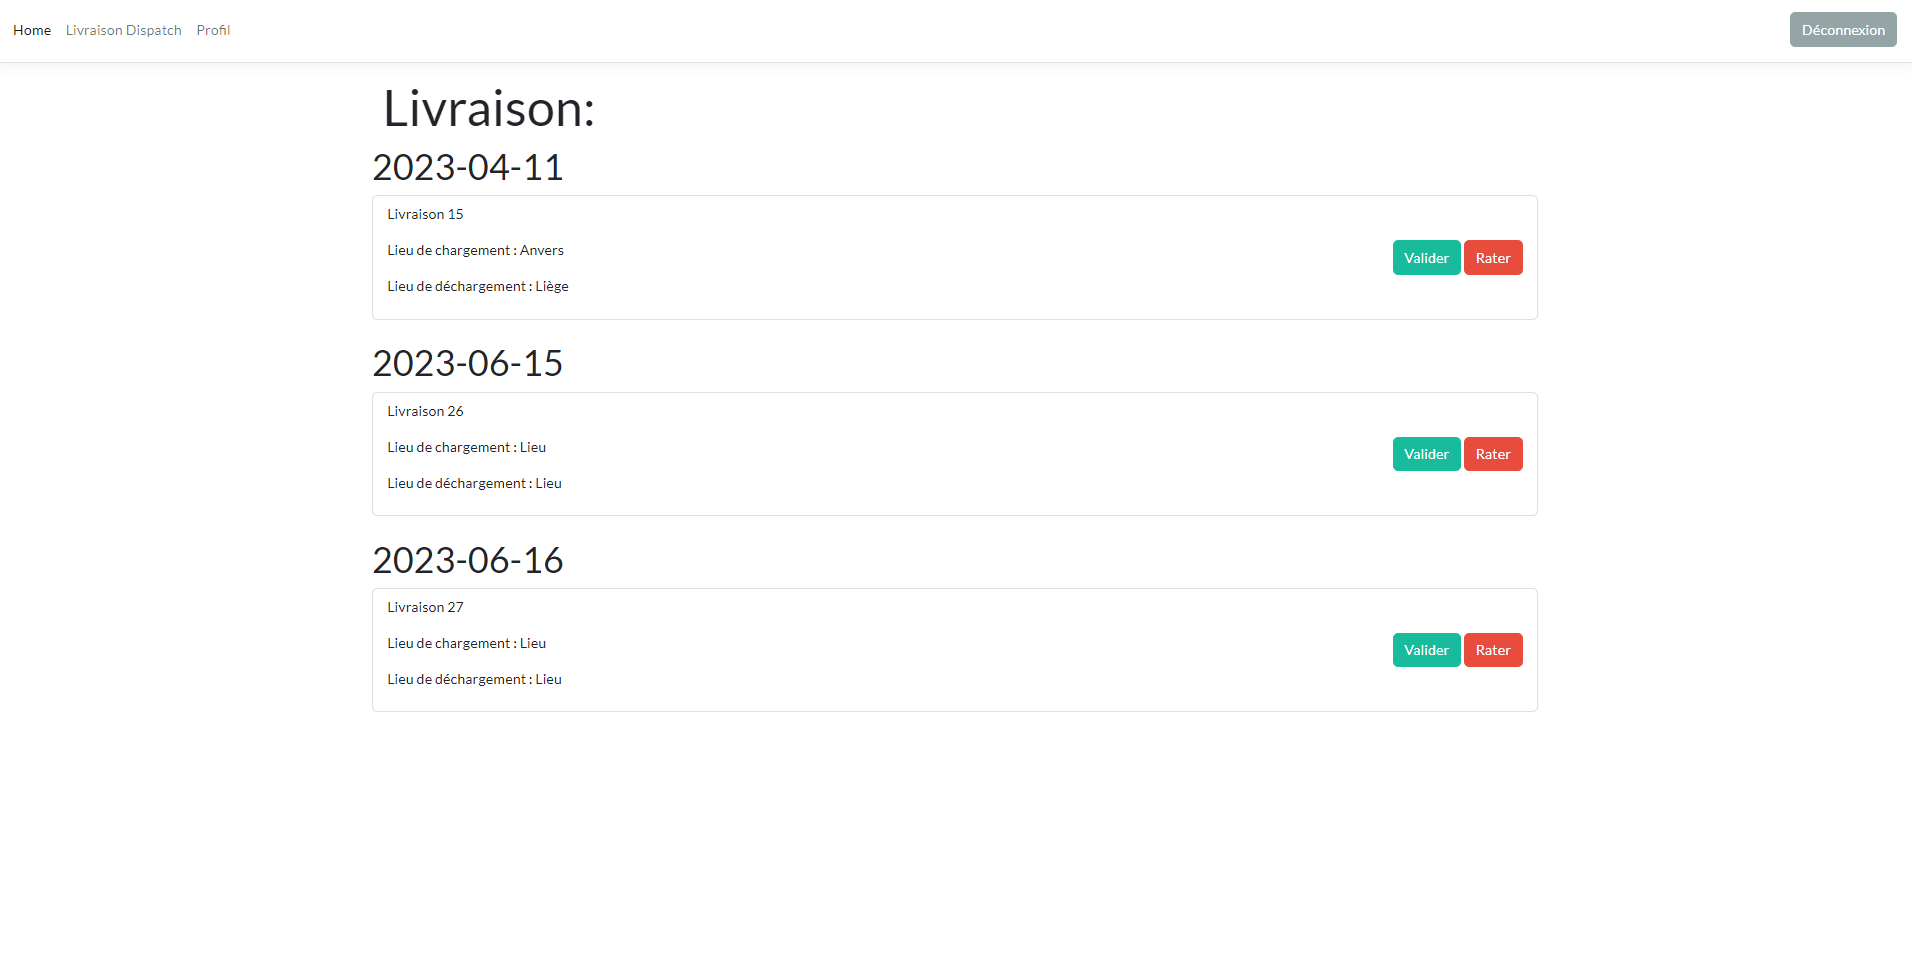 Home Livraison Dispatch Profil Déconnexion
Livraison:
2023-04-11
Livraison 15
Lieu de chargement : Anvers
Valider Rater
Lieu de déchargement : Liège
2023-06-15
Livraison 26
Lieu de chargement : Lieu
Valider Rater
Lieu de déchargement : Lieu
2023-06-16
Livraison 27
Lieu de chargement : Lieu
Valider Rater
Lieu de déchargement : Lieu